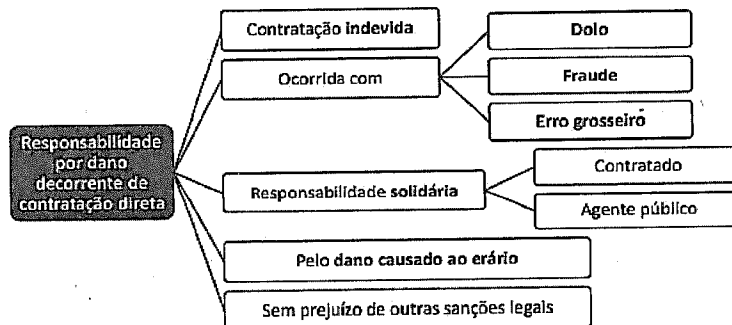 Responsabilidade
por dano
decorrente de
contratação direta
Contratação indevida
Ocorrida com
Dolo
Fraude
Erro grosseiro
Responsabilidade solidária
Contratado
Agente público
Pelo dano causado ao erário
Sem prejuízo de outras sanções legais